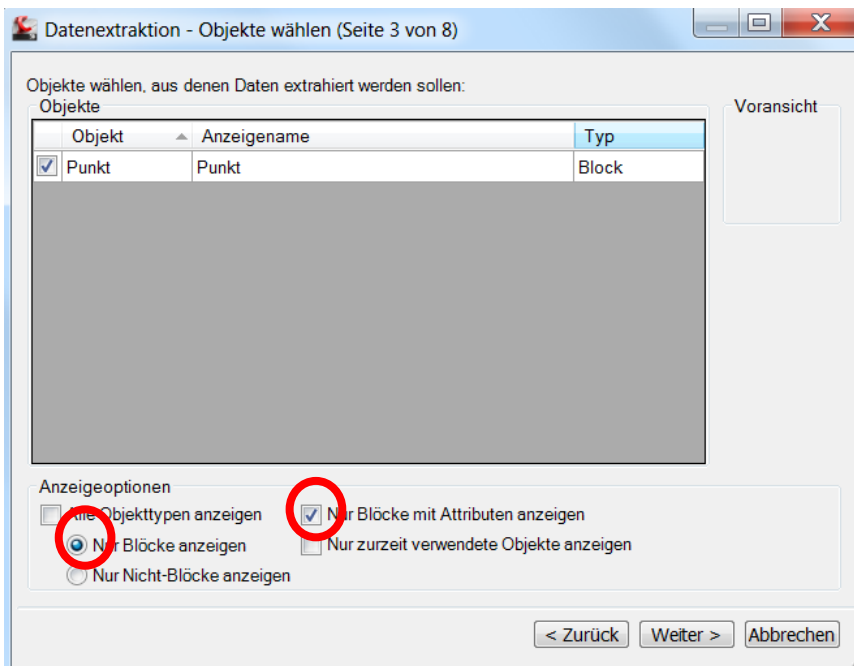 Datenextraktion - Objekte wählen (Seite 3 von 8)
Objekte wählen, aus denen Daten extrahiert werden sollen:
Objekte
Voransicht
Objekt Anzeigename Typ
Punkt Punkt Block
Anzeigeoptionen
Alle Objekttypen anzeigen Nur Blöcke mit Attributen anzeigen
Nur Blöcke anzeigen Nur zurzeit verwendete Objekte anzeigen
Nur Nicht-Blöcke anzeigen
< Zurück Weiter > Abbrechen